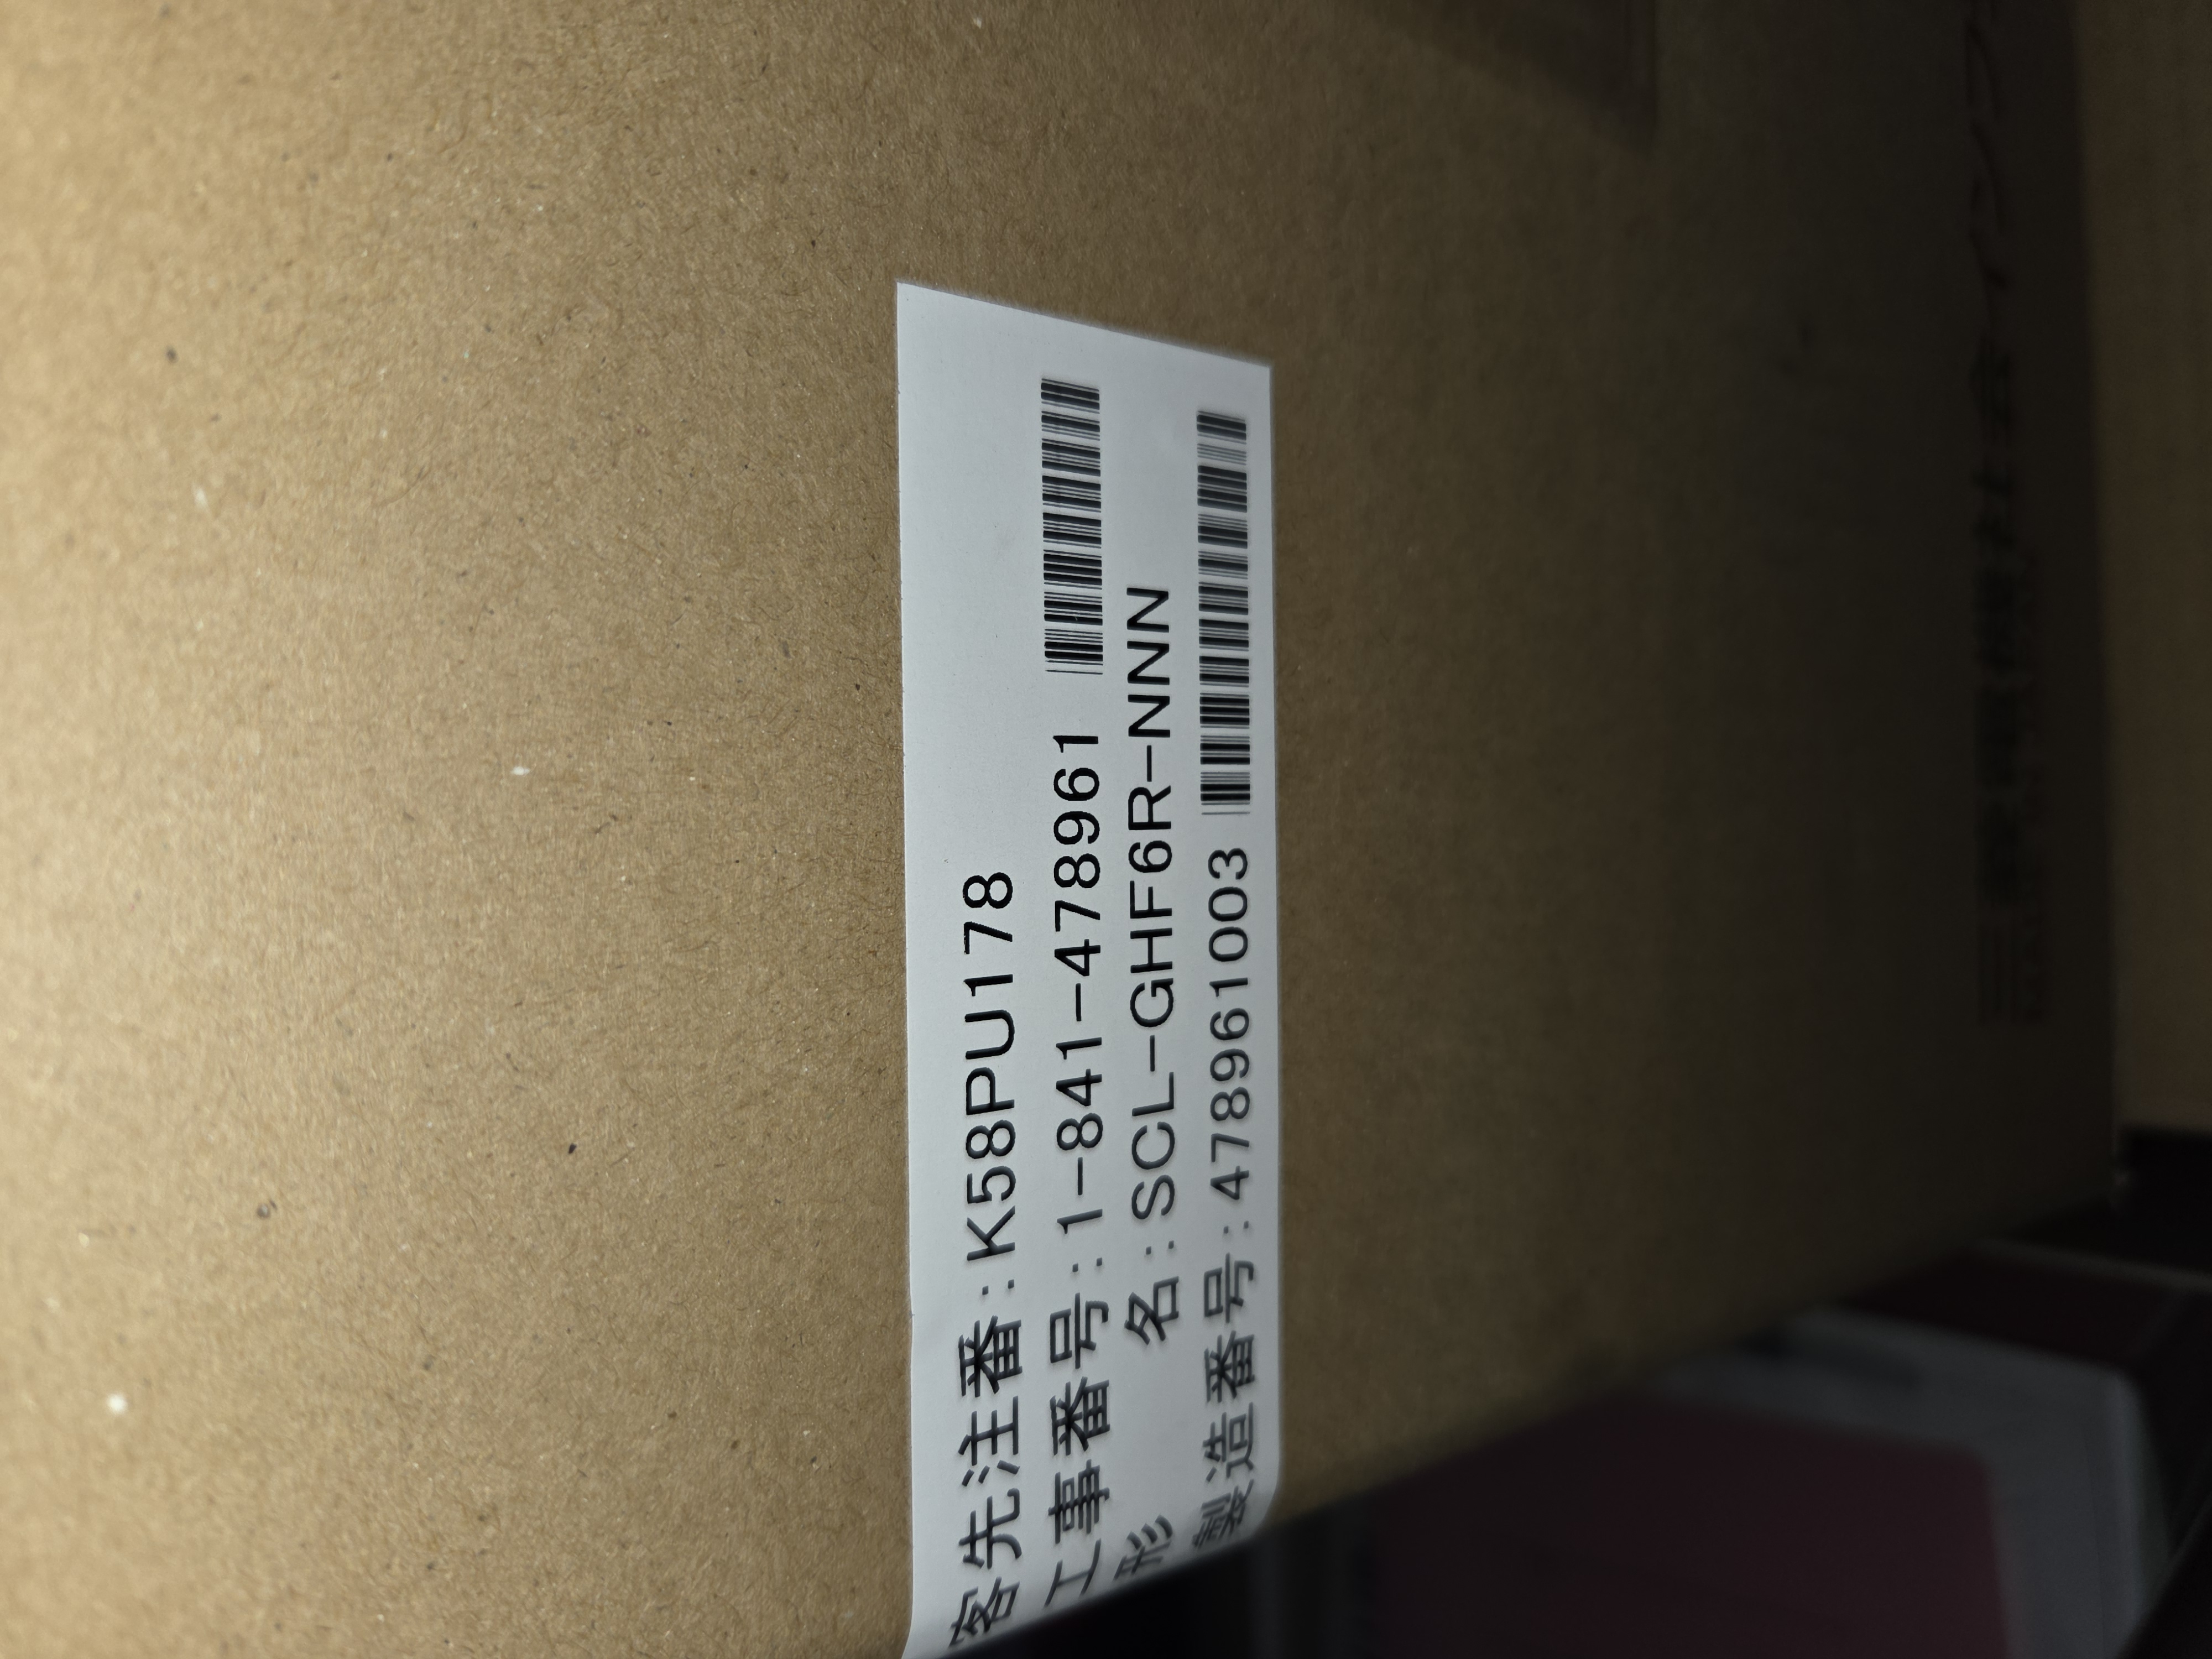 客先注番:K58PU178
工事番号:1-841-478961
形 名:SCL-GHF6R-NNN
製造番号:478961003